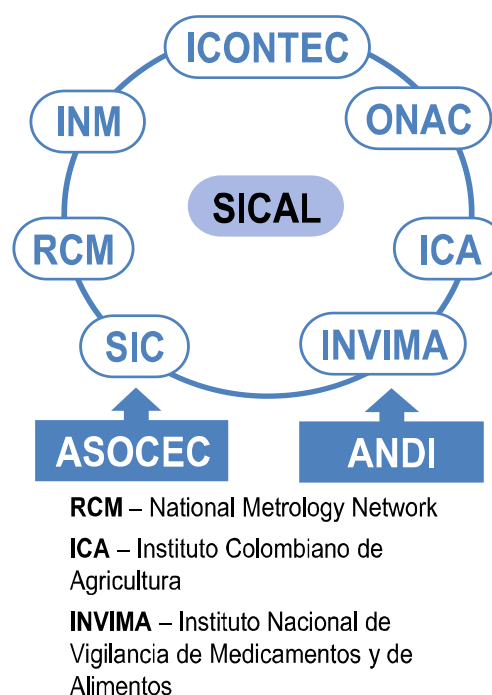 ICONTEC
INM
ONAC
SICAL
RCM
ICA
SIC
INVIMA
ASOCEC
ANDI
RCM – National Metrology Network
ICA – Instituto Colombiano de
Agricultura
INVIMA – Instituto Nacional de
Vigilancia de Medicamentos y de
Alimentos